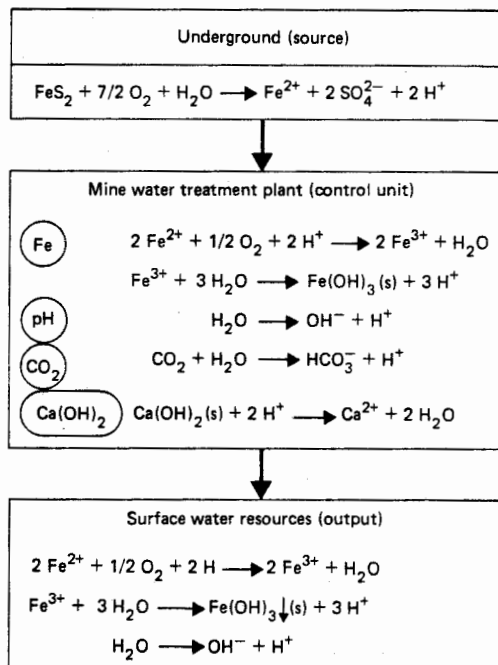 Underground (source)
FeS₂ + 7/2 O₂ + H₂O ⟶ Fe²⁺ + 2 SO₄²⁻ + 2 H⁺
Mine water treatment plant (control unit)
Fe 2 Fe²⁺ + 1/2 O₂ + 2 H⁺ ⟶ 2 Fe³⁺ + H₂O
Fe³⁺ + 3 H₂O ⟶ Fe(OH)₃(s) + 3 H⁺
pH H₂O ⟶ OH⁻ + H⁺
CO₂ CO₂ + H₂O ⟶ HCO₃⁻ + H⁺
Ca(OH)₂ Ca(OH)₂(s) + 2 H⁺ ⟶ Ca²⁺ + 2 H₂O
Surface water resources (output)
2 Fe²⁺ + 1/2 O₂ + 2 H ⟶ 2 Fe³⁺ + H₂O
Fe³⁺ + 3 H₂O ⟶ Fe(OH)₃↓(s) + 3 H⁺
H₂O ⟶ OH⁻ + H⁺